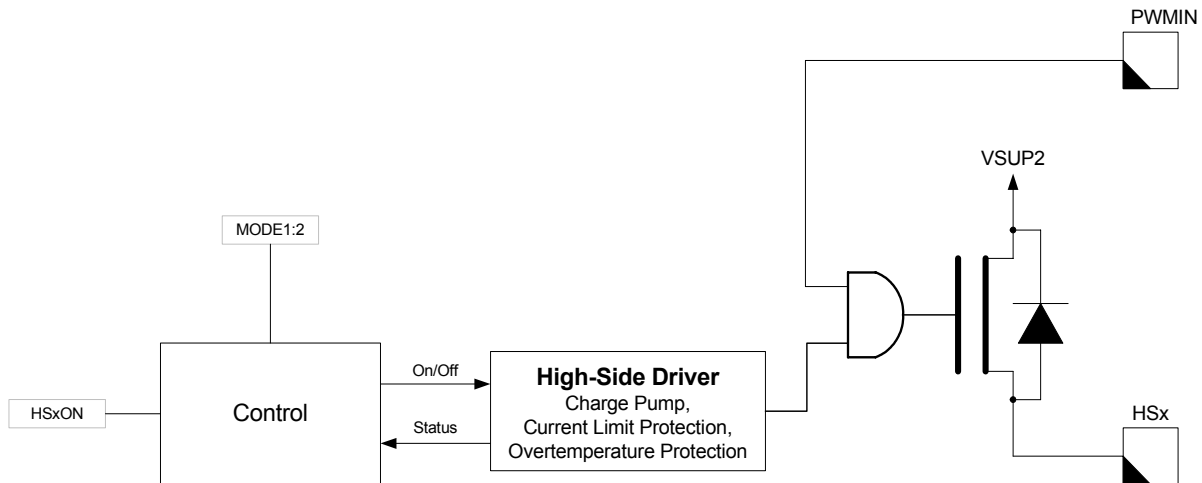 PWMIN
VSUP2
MODE1:2
On/Off
High-Side Driver
Charge Pump,
Current Limit Protection,
Overtemperature Protection
HSxON
Control
Status
HSx